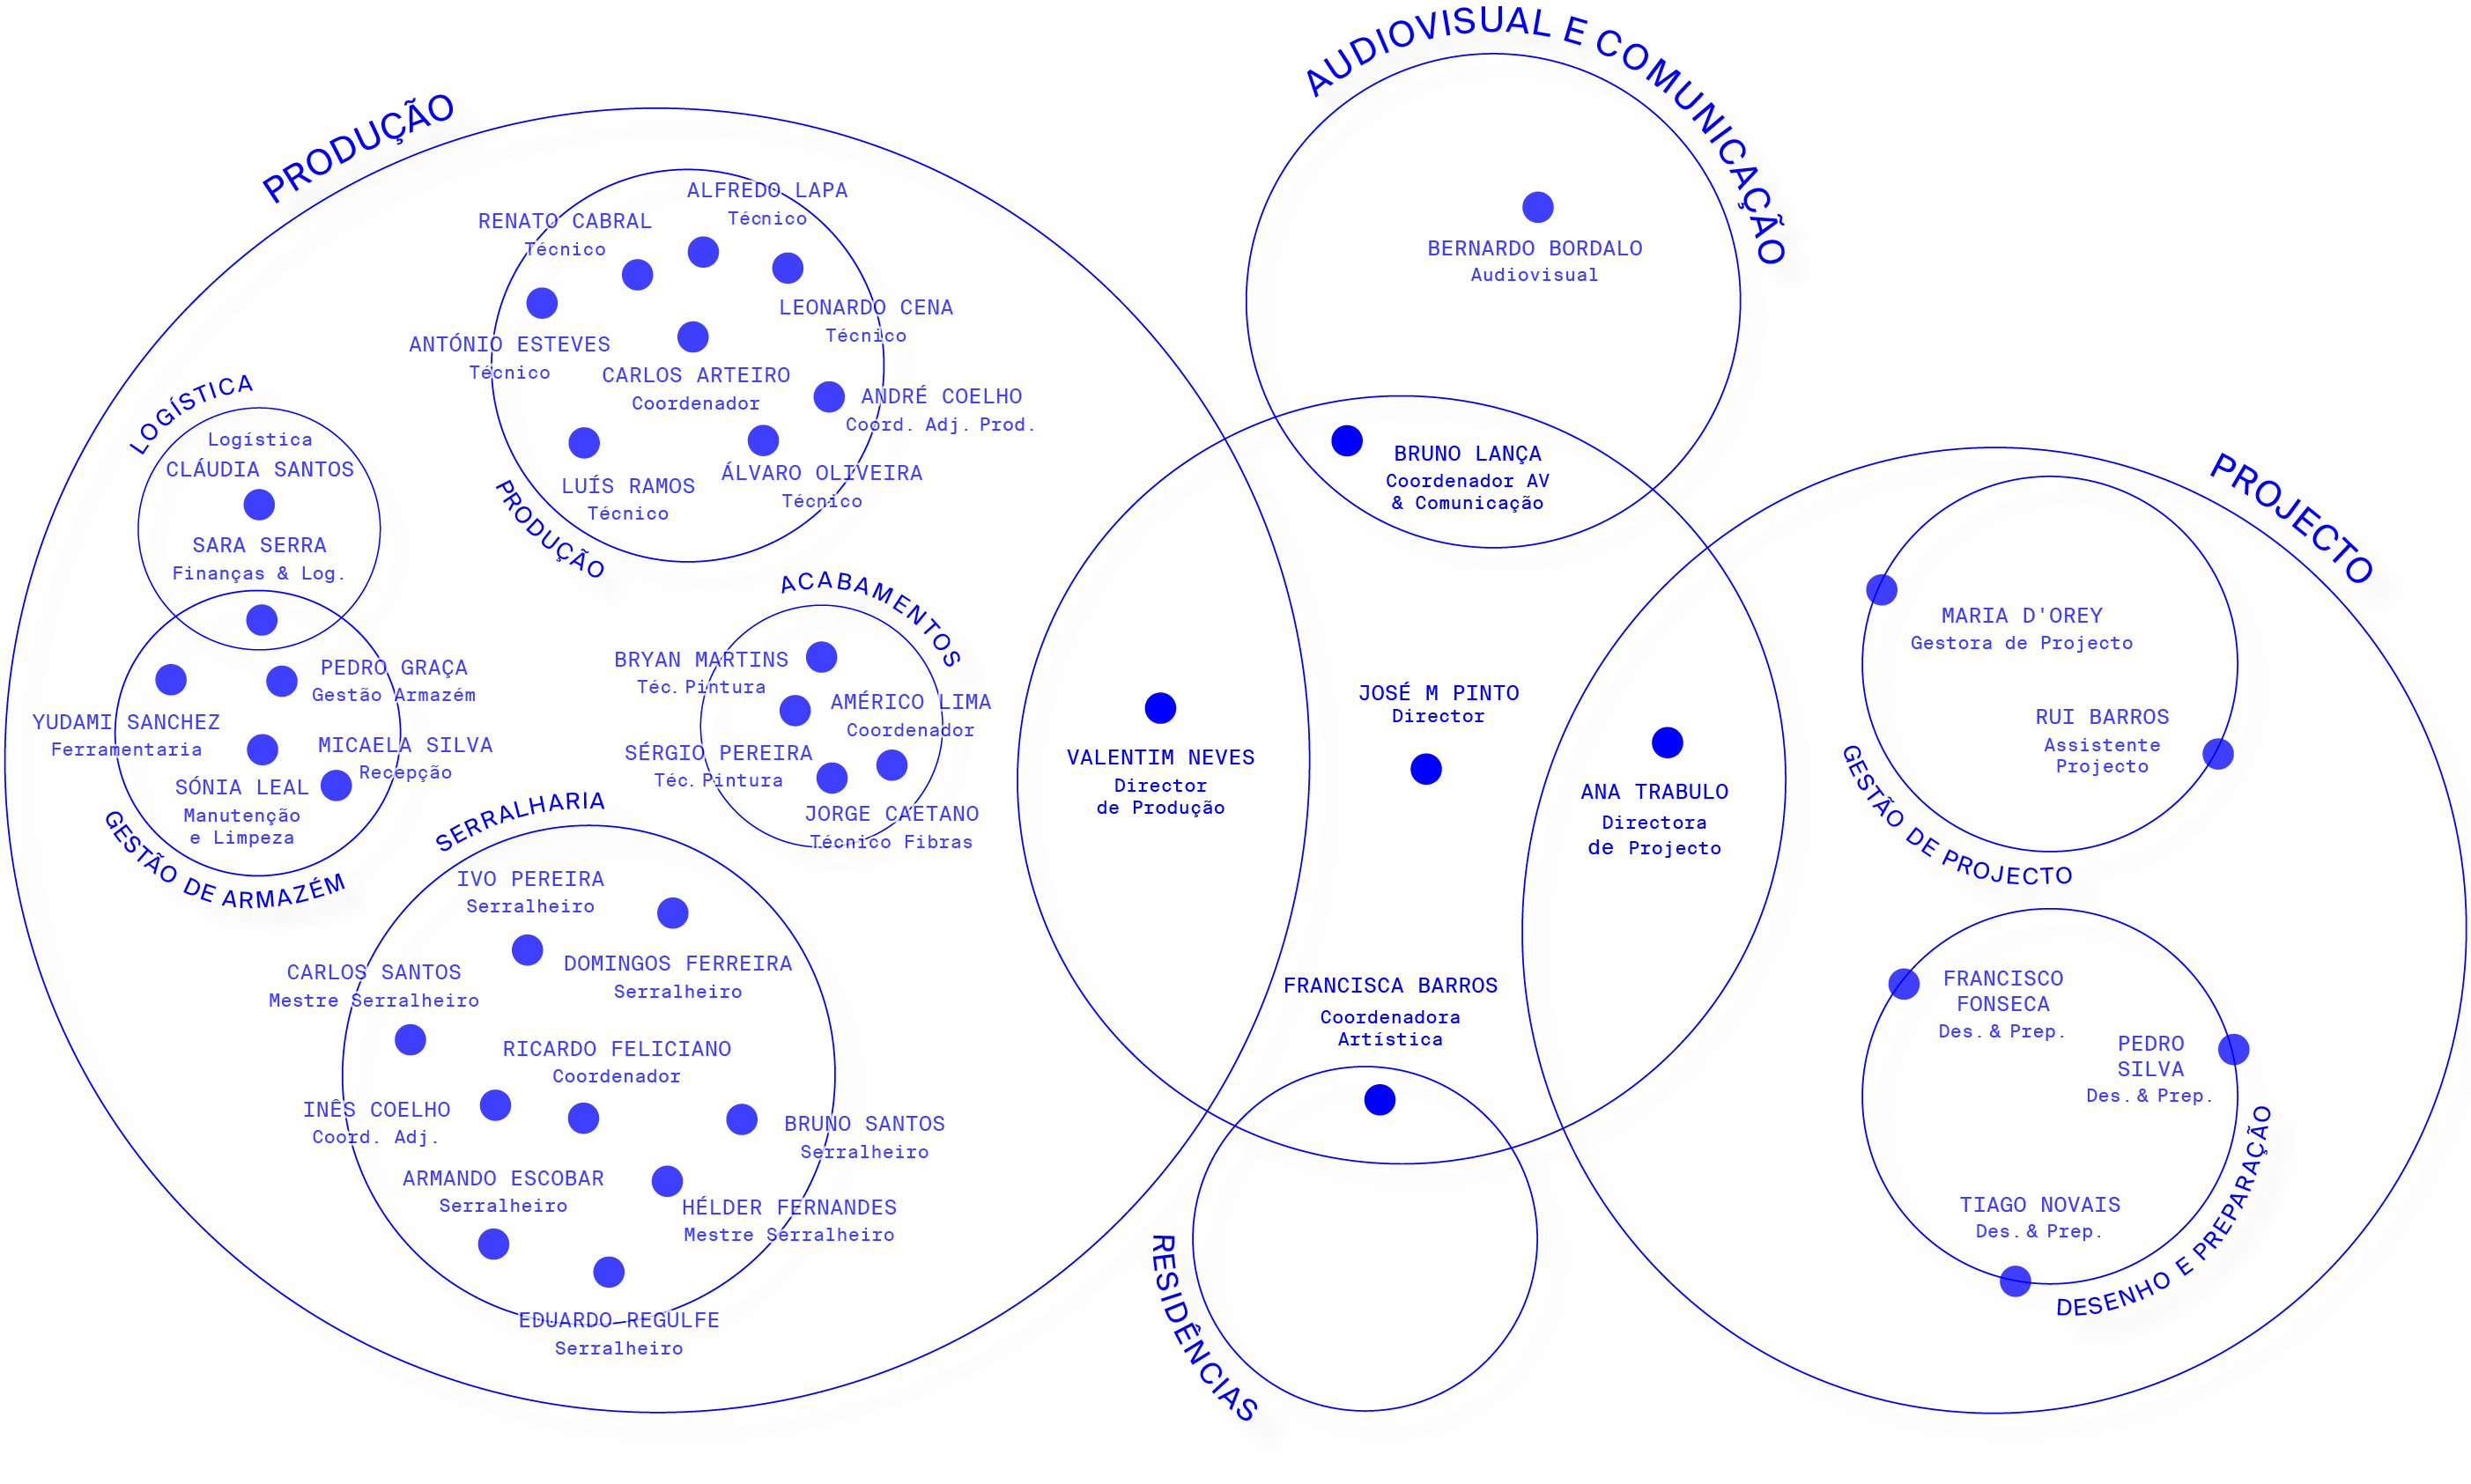 PRODUÇÃO
PRODUÇÃO
ALFREDO LAPA
Técnico
RENATO CABRAL
Técnico
LEONARDO CENA
Técnico
ANTÓNIO ESTEVES
Técnico
CARLOS ARTEIRO
Coordenador
ANDRÉ COELHO
Coord. Adj. Prod.
LUÍS RAMOS
Técnico
ÁLVARO OLIVEIRA
Técnico
LOGÍSTICA
Logística
CLÁUDIA SANTOS
SARA SERRA
Finanças & Log.
PEDRO GRAÇA
Gestão Armazém
YUDAMI SANCHEZ
Ferramentaria
MICAELA SILVA
Recepção
SÓNIA LEAL
Manutenção
e Limpeza
GESTÃO DE ARMAZÉM
ACABAMENTOS
BRYAN MARTINS
Téc. Pintura
AMÉRICO LIMA
Coordenador
SÉRGIO PEREIRA
Téc. Pintura
JORGE CAETANO
Técnico Fibras
SERRALHARIA
IVO PEREIRA
Serralheiro
DOMINGOS FERREIRA
Serralheiro
CARLOS SANTOS
Mestre Serralheiro
RICARDO FELICIANO
Coordenador
INÊS COELHO
Coord. Adj.
BRUNO SANTOS
Serralheiro
ARMANDO ESCOBAR
Serralheiro
HÉLDER FERNANDES
Mestre Serralheiro
EDUARDO REGULFE
Serralheiro
AUDIOVISUAL E COMUNICAÇÃO
BERNARDO BORDALO
Audiovisual
BRUNO LANÇA
Coordenador AV
& Comunicação
VALENTIM NEVES
Director
de Produção
JOSÉ M PINTO
Director
ANA TRABULO
Directora
de Projecto
FRANCISCA BARROS
Coordenadora
Artística
RESIDÊNCIAS
PROJECTO
MARIA D'OREY
Gestora de Projecto
RUI BARROS
Assistente
Projecto
GESTÃO DE PROJECTO
FRANCISCO
FONSECA
Des. & Prep.
PEDRO
SILVA
Des. & Prep.
TIAGO NOVAIS
Des. & Prep.
DESENHO E PREPARAÇÃO